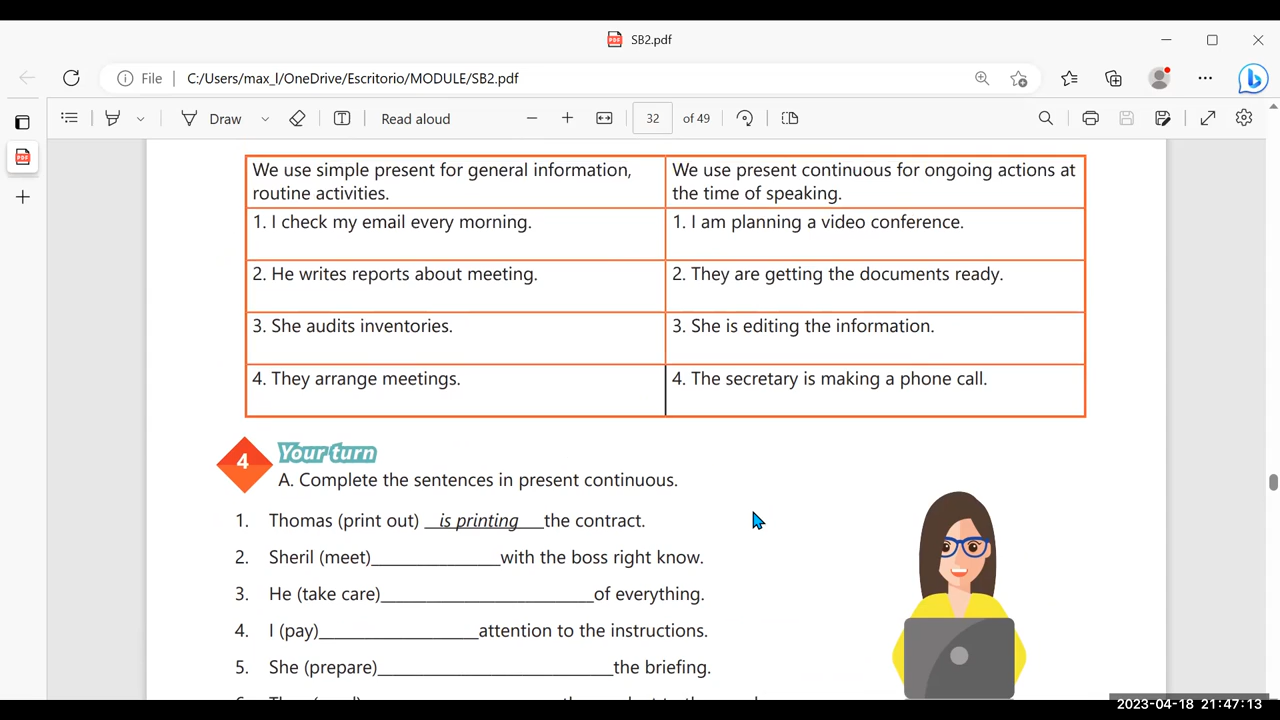 SB2.pdf
File
C:/Users/max_l/OneDrive/Escritorio/MODULE/SB2.pdf
Draw
Read aloud
32
of 49
We use simple present for general information,
routine activities.
We use present continuous for ongoing actions at
the time of speaking.
1. I check my email every morning.
1. I am planning a video conference.
2. He writes reports about meeting.
2. They are getting the documents ready.
3. She audits inventories.
3. She is editing the information.
4. They arrange meetings.
4. The secretary is making a phone call.
4
Your turn
A. Complete the sentences in present continuous.
1. Thomas (print out) __is printing___the contract.
2. Sheril (meet)______________with the boss right know.
3. He (take care)_______________________of everything.
4. I (pay)_________________attention to the instructions.
5. She (prepare)_________________________the briefing.
2023-04-18 21:47:13